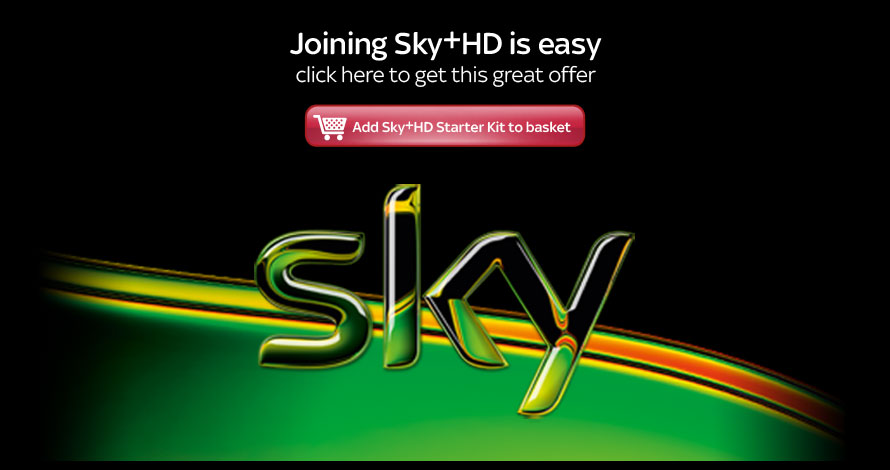 Joining Sky+HD is easy
click here to get this great offer
Add Sky+HD Starter Kit to basket
sky